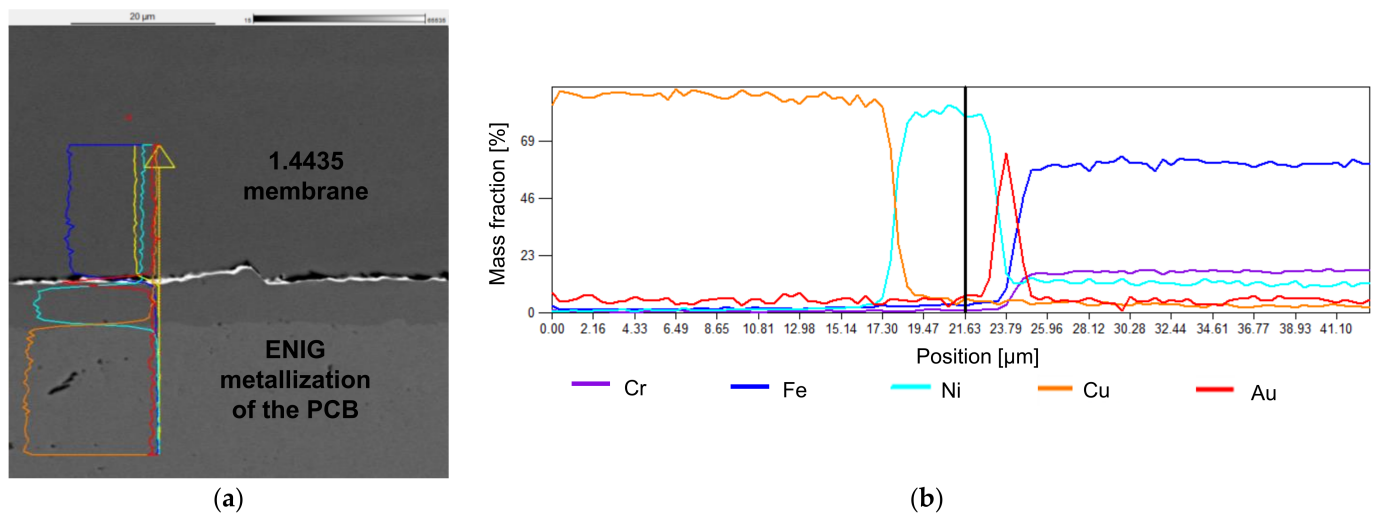 20 µm
1.4435
membrane
ENIG
metallization
of the PCB
(a)
Mass fraction [%]
69
46
23
0
0.00 2.16 4.33 6.49 8.65 10.81 12.98 15.14 17.30 19.47 21.63 23.79 25.96 28.12 30.28 32.44 34.61 36.77 38.93 41.10
Position [µm]
Cr Fe Ni Cu Au
(b)